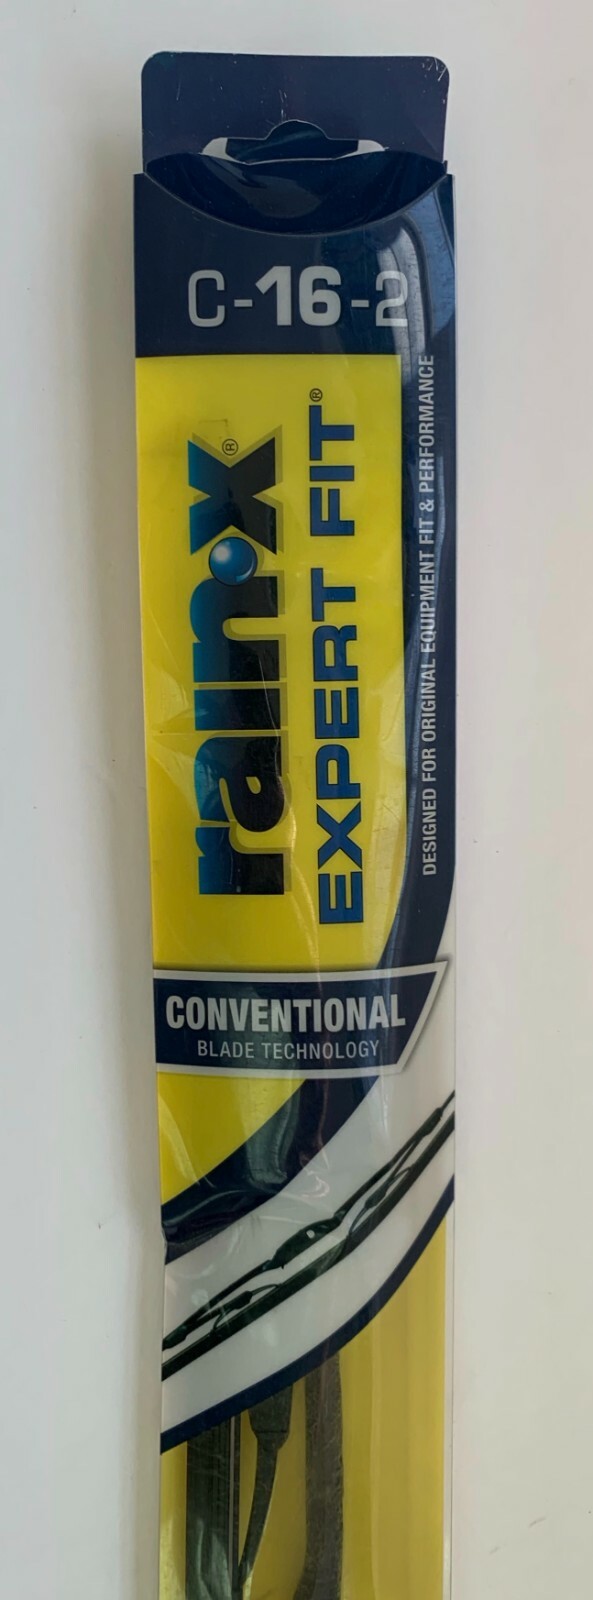 C-16-2
rain·x®
EXPERT FIT®
DESIGNED FOR ORIGINAL EQUIPMENT FIT & PERFORMANCE
CONVENTIONAL
BLADE TECHNOLOGY